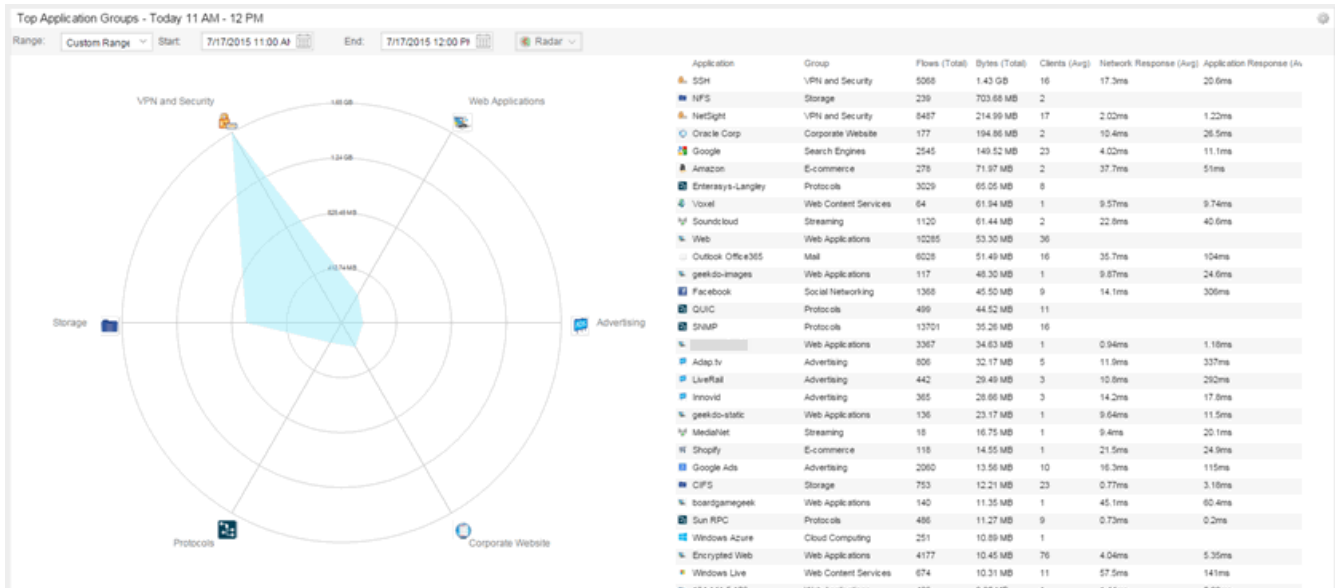 Top Application Groups - Today 11 AM - 12 PM
Range: Custom Range Start: 7/17/2015 11:00 AM End: 7/17/2015 12:00 PM Radar
VPN and Security
Web Applications
Storage
Advertising
Protocols
Corporate Website
1.24 GB
Application Group Flows (Total) Bytes (Total) Clients (Avg) Network Response (Avg) Application Response (Av
SSH VPN and Security 5068 1.43 GB 16 17.3ms 20.6ms
NFS Storage 239 703.68 MB 2
NetSight VPN and Security 8487 214.99 MB 17 2.02ms 1.22ms
Oracle Corp Corporate Website 177 194.86 MB 2 10.4ms 26.5ms
Google Search Engines 2545 149.52 MB 23 4.02ms 11.1ms
Amazon E-commerce 278 71.97 MB 2 37.7ms 51ms
Enterasys-Langley Protocols 3029 65.05 MB 8
Voxel Web Content Services 64 61.94 MB 1 9.57ms 9.74ms
Soundcloud Streaming 1120 61.44 MB 2 22.8ms 40.6ms
Web Web Applications 10285 53.30 MB 36
Outlook Office365 Mail 6028 51.49 MB 16 35.7ms 104ms
geekdo-images Web Applications 117 48.30 MB 1 9.87ms 24.6ms
Facebook Social Networking 1368 45.50 MB 9 14.1ms 306ms
QUIC Protocols 499 44.52 MB 11
SNMP Protocols 13701 35.26 MB 16
Web Applications 3367 34.63 MB 1 0.94ms 1.18ms
Adap.tv Advertising 806 32.17 MB 5 11.9ms 337ms
LiveRail Advertising 442 29.49 MB 3 10.8ms 292ms
Innovid Advertising 365 28.66 MB 3 14.2ms 17.8ms
geekdo-static Web Applications 136 23.17 MB 1 9.64ms 11.5ms
MediaNet Streaming 18 16.75 MB 1 9.4ms 20.1ms
Shopify E-commerce 118 14.55 MB 1 21.5ms 24.9ms
Google Ads Advertising 2060 13.56 MB 10 16.3ms 115ms
CIFS Storage 753 12.21 MB 23 0.77ms 3.18ms
boardgamegeek Web Applications 140 11.35 MB 1 45.1ms 60.4ms
Sun RPC Protocols 486 11.27 MB 9 0.73ms 0.2ms
Windows Azure Cloud Computing 251 10.89 MB 1
Encrypted Web Web Applications 4177 10.45 MB 76 4.04ms 5.35ms
Windows Live Web Content Services 674 10.31 MB 11 57.5ms 141ms